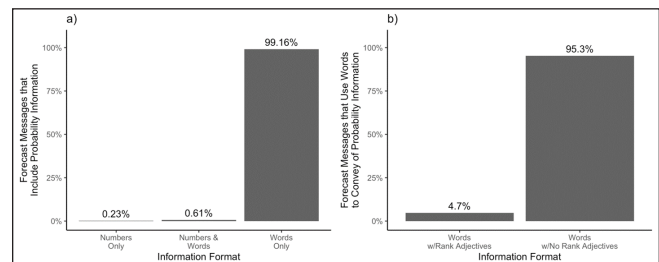 a)
Forecast Messages that
Include Probability Information
100%
75%
50%
25%
0%
0.23%
0.61%
99.16%
Numbers
Only
Numbers &
Words
Words
Only
Information Format
b)
Forecast Messages that Use Words
to Convey of Probability Information
100%
75%
50%
25%
0%
4.7%
95.3%
Words
w/Rank Adjectives
Words
w/No Rank Adjectives
Information Format